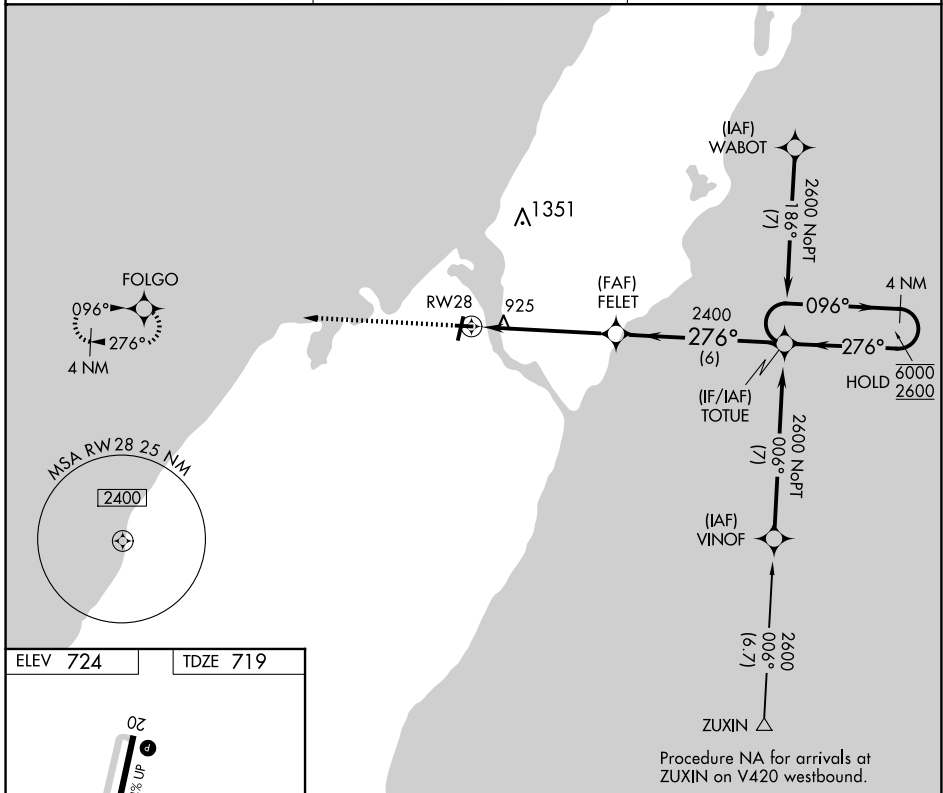 (IAF)
WABOT
2600 NoPT
186°
(7)
1351
FOLGO
096°
276°
4 NM
RW28
925
(FAF)
FELET
2400
276°
(6)
096°
4 NM
276°
HOLD
6000
2600
(IF/IAF)
TOTUE
2600 NoPT
006°
(7)
MSA RW28 25 NM
2400
(IAF)
VINOF
2600
006°
(6.7)
ZUXIN
Procedure NA for arrivals at
ZUXIN on V420 westbound.
ELEV 724
TDZE 719
20
P
% UP